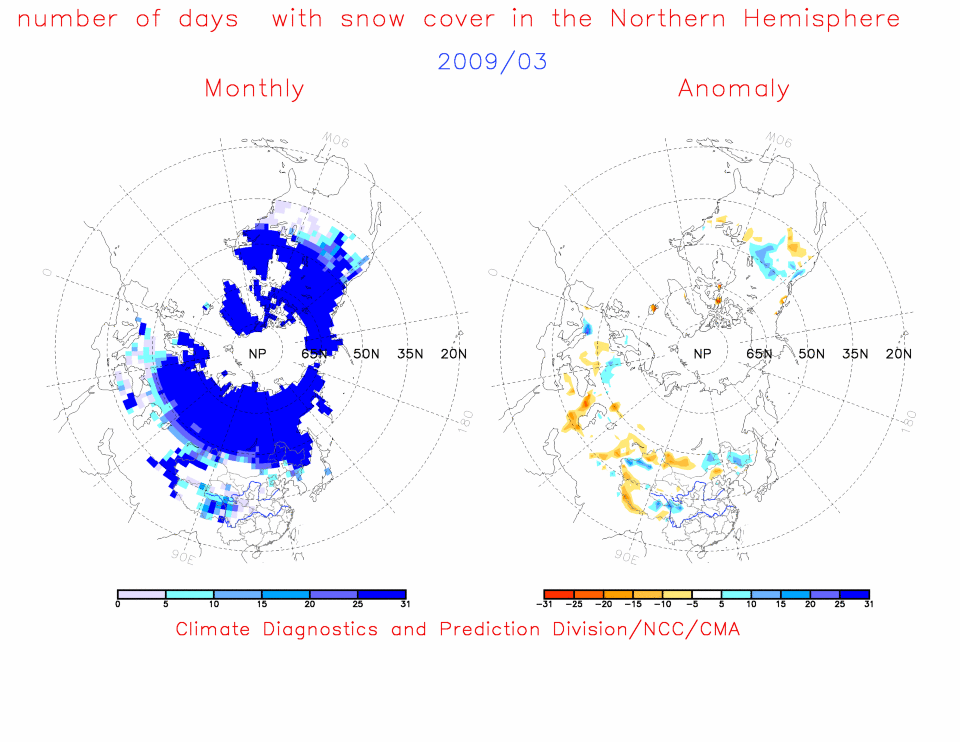 number of days with snow cover in the Northern Hemisphere
2009/03
Monthly Anomaly
90W 90W
0 0
NP 65N 50N 35N 20N NP 65N 50N 35N 20N
180 180
90E 90E
0 5 10 15 20 25 31 -31 -25 -20 -15 -10 -5 5 10 15 20 25 31
Climate Diagnostics and Prediction Division/NCC/CMA